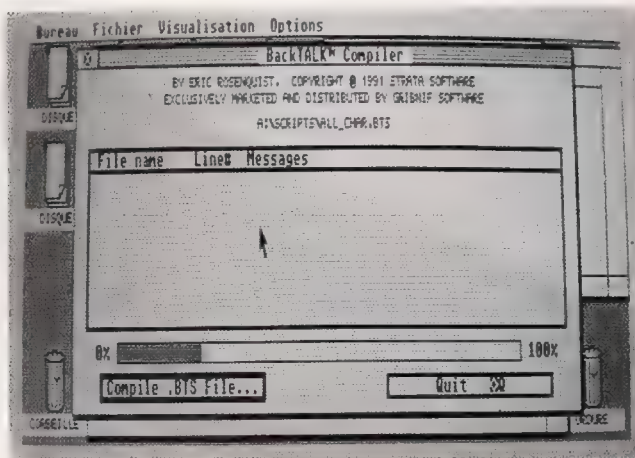 Bureau Fichier Visualisation Options
BackTALK™ Compiler
BY ERIC ROSENQUIST. COPYRIGHT © 1991 STRATA SOFTWARE
EXCLUSIVELY MARKETED AND DISTRIBUTED BY GRIBNIF SOFTWARE
A:\SCRIPTS\ALL_CHAR.BTS
DISQUE
File name Line# Messages
DISQUE
0% 100%
Compile .BTS File... Quit
CORBEILLE